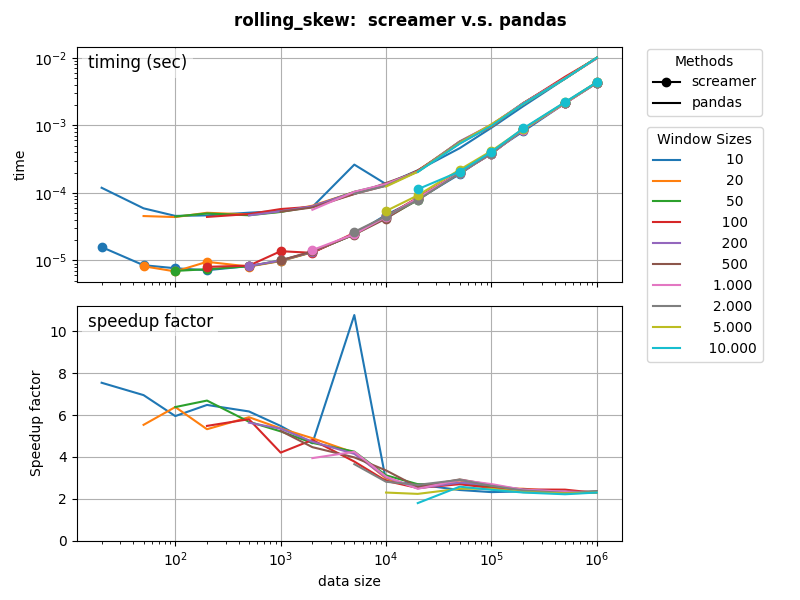 rolling_skew:  screamer v.s. pandas
timing (sec)
time
10⁻²
10⁻³
10⁻⁴
10⁻⁵
Methods
screamer
pandas
Window Sizes
10
20
50
100
200
500
1.000
2.000
5.000
10.000
speedup factor
Speedup factor
10
8
6
4
2
0
10² 10³ 10⁴ 10⁵ 10⁶
data size